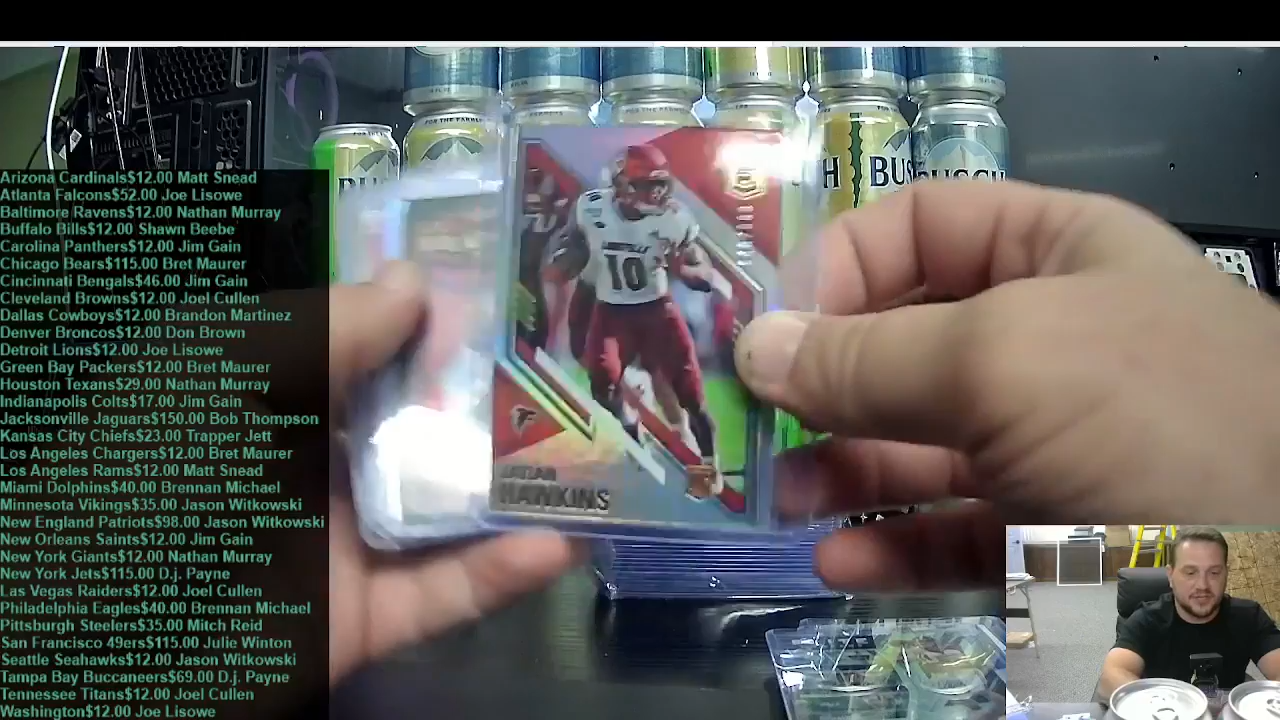 FOR THE FARMERS
H
BUSCH
10
HAWKINS
Arizona Cardinals$12.00 Matt Snead
Atlanta Falcons$52.00 Joe Lisowe
Baltimore Ravens$12.00 Nathan Murray
Buffalo Bills$12.00 Shawn Beebe
Carolina Panthers$12.00 Jim Gain
Chicago Bears$115.00 Bret Maurer
Cincinnati Bengals$46.00 Jim Gain
Cleveland Browns$12.00 Joel Cullen
Dallas Cowboys$12.00 Brandon Martinez
Denver Broncos$12.00 Don Brown
Detroit Lions$12.00 Joe Lisowe
Green Bay Packers$12.00 Bret Maurer
Houston Texans$29.00 Nathan Murray
Indianapolis Colts$17.00 Jim Gain
Jacksonville Jaguars$150.00 Bob Thompson
Kansas City Chiefs$23.00 Trapper Jett
Los Angeles Chargers$12.00 Bret Maurer
Los Angeles Rams$12.00 Matt Snead
Miami Dolphins$40.00 Brennan Michael
Minnesota Vikings$35.00 Jason Witkowski
New England Patriots$98.00 Jason Witkowski
New Orleans Saints$12.00 Jim Gain
New York Giants$12.00 Nathan Murray
New York Jets$115.00 D.j. Payne
Las Vegas Raiders$12.00 Joel Cullen
Philadelphia Eagles$40.00 Brennan Michael
Pittsburgh Steelers$35.00 Mitch Reid
San Francisco 49ers$115.00 Julie Winton
Seattle Seahawks$12.00 Jason Witkowski
Tampa Bay Buccaneers$69.00 D.j. Payne
Tennessee Titans$12.00 Joel Cullen
Washington$12.00 Joe Lisowe